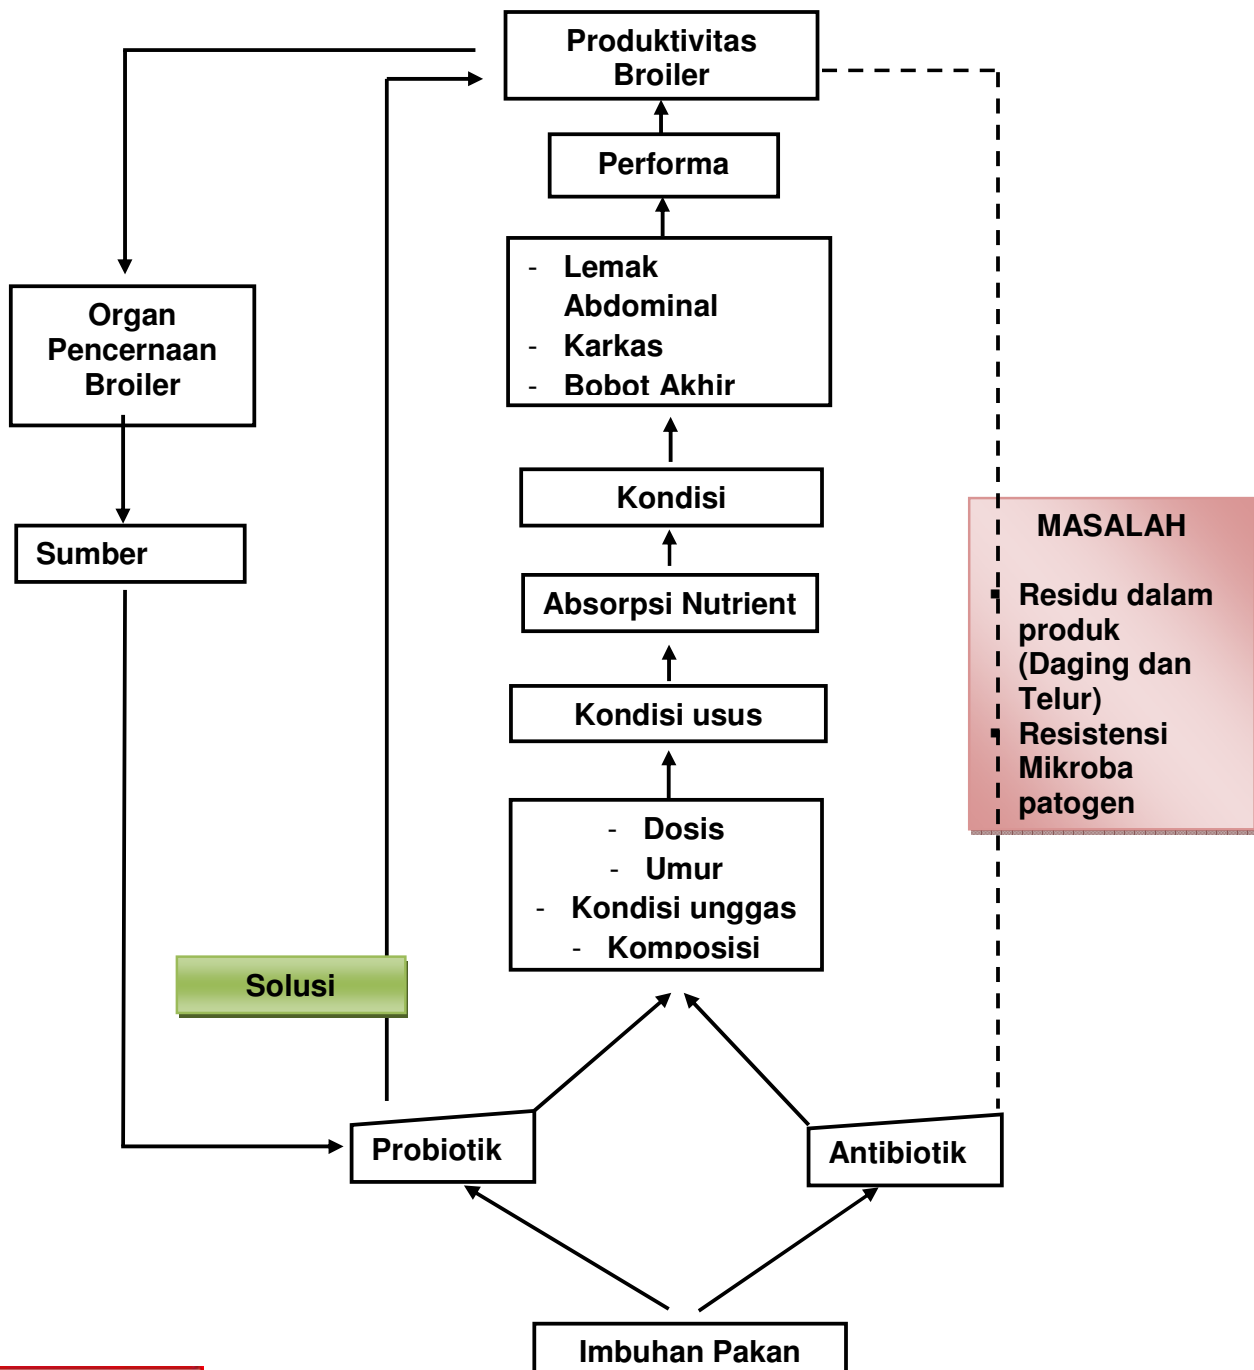 Produktivitas
Broiler
Performa
- Lemak
Abdominal
- Karkas
- Bobot Akhir
Organ
Pencernaan
Broiler
Kondisi
Sumber
MASALAH
▪ Residu dalam
produk
(Daging dan
Telur)
▪ Resistensi
Mikroba
patogen
Absorpsi Nutrient
Kondisi usus
- Dosis
- Umur
- Kondisi unggas
- Komposisi
Solusi
Probiotik
Antibiotik
Imbuhan Pakan